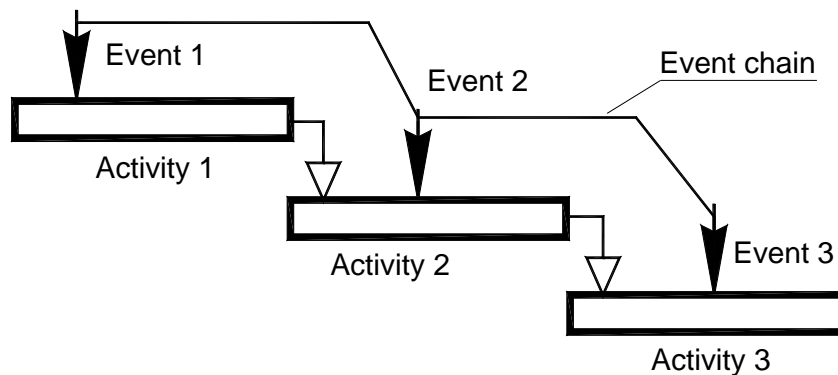 Event 1
Event 2
Event chain
Activity 1
Activity 2
Event 3
Activity 3